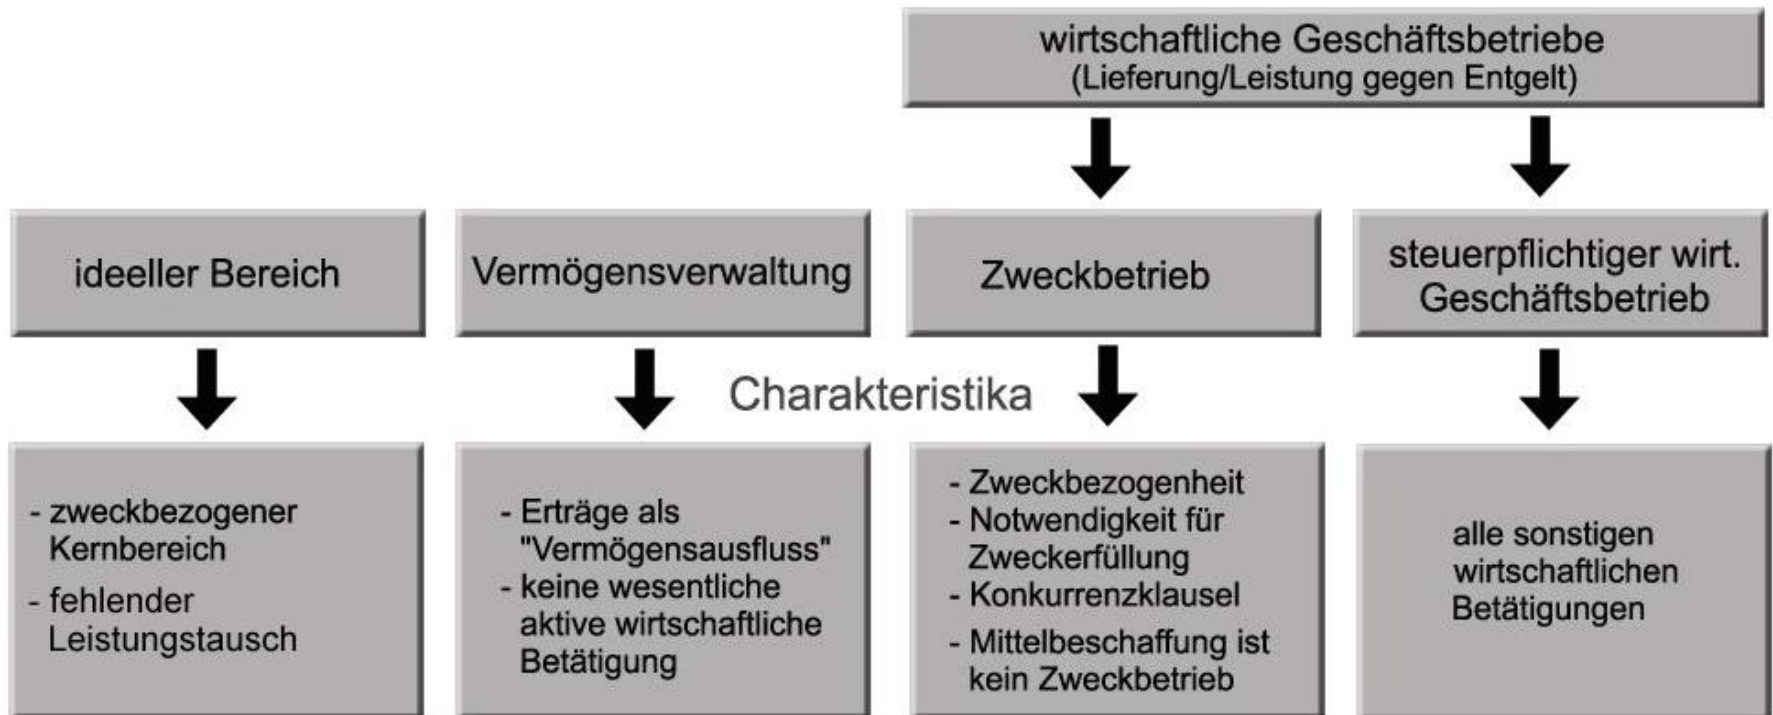 wirtschaftliche Geschäftsbetriebe
(Lieferung/Leistung gegen Entgelt)
ideeller Bereich
Vermögensverwaltung
Zweckbetrieb
steuerpflichtiger wirt.
Geschäftsbetrieb
Charakteristika
- zweckbezogener
Kernbereich
- fehlender
Leistungstausch
- Erträge als
"Vermögensausfluss"
- keine wesentliche
aktive wirtschaftliche
Betätigung
- Zweckbezogenheit
- Notwendigkeit für
Zweckerfüllung
- Konkurrenzklausel
- Mittelbeschaffung ist
kein Zweckbetrieb
alle sonstigen
wirtschaftlichen
Betätigungen